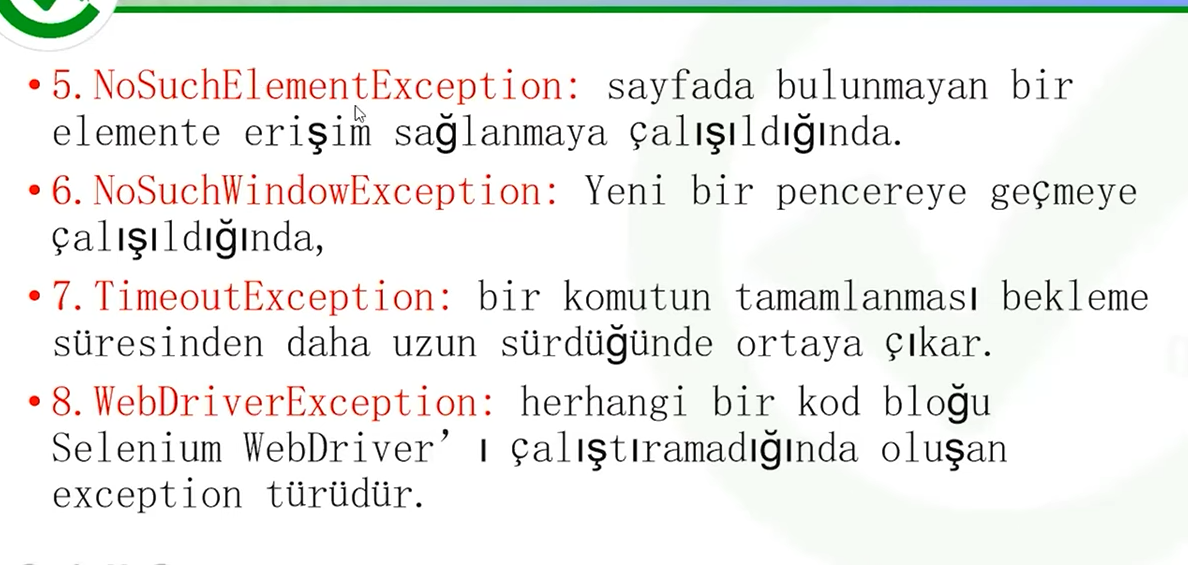 • 5. NoSuchElementException: sayfada bulunmayan bir
elemente erişim sağlanmaya çalışıldığında.
• 6. NoSuchWindowException: Yeni bir pencereye geçmeye
çalışıldığında,
• 7. TimeoutException: bir komutun tamamlanması bekleme
süresinden daha uzun sürdüğünde ortaya çıkar.
• 8. WebDriverException: herhangi bir kod bloğu
Selenium WebDriver’ ı çalıştıramadığında oluşan
exception türüdür.